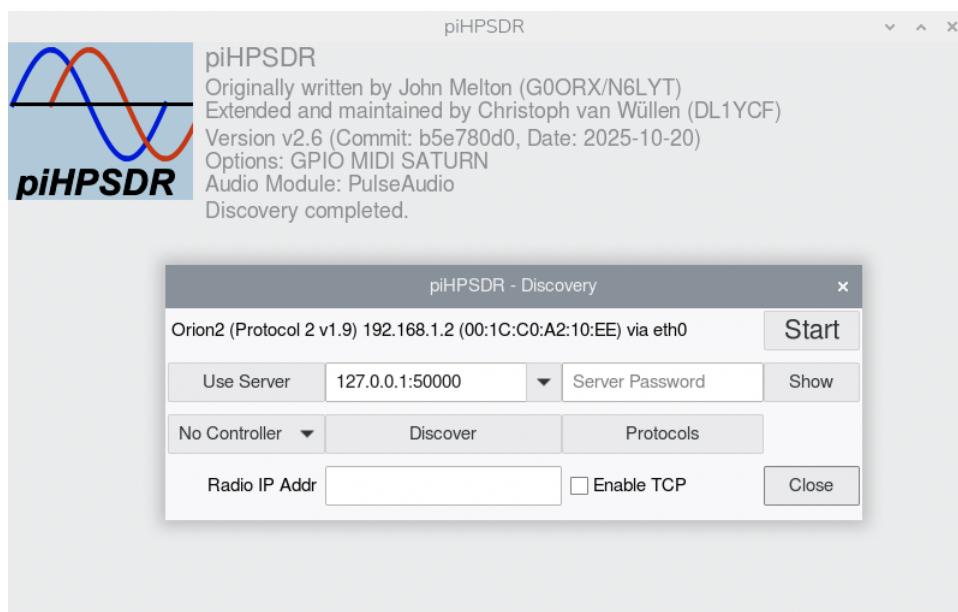 piHPSDR
piHPSDR
piHPSDR
Originally written by John Melton (G0ORX/N6LYT)
Extended and maintained by Christoph van Wüllen (DL1YCF)
Version v2.6 (Commit: b5e780d0, Date: 2025-10-20)
Options: GPIO MIDI SATURN
Audio Module: PulseAudio
Discovery completed.
piHPSDR - Discovery
Orion2 (Protocol 2 v1.9) 192.168.1.2 (00:1C:C0:A2:10:EE) via eth0 Start
Use Server 127.0.0.1:50000 Server Password Show
No Controller Discover Protocols
Radio IP Addr Enable TCP Close